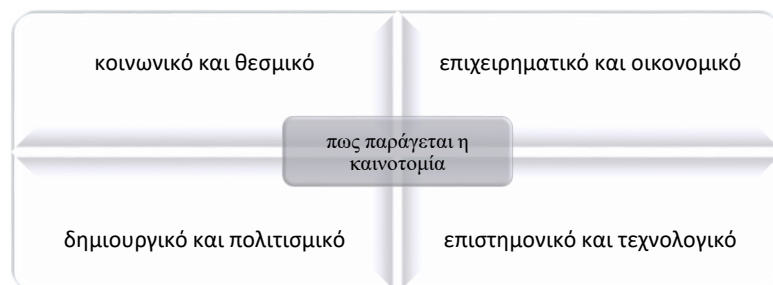 κοινωνικό και θεσμικό
επιχειρηματικό και οικονομικό
πως παράγεται η
καινοτομία
δημιουργικό και πολιτισμικό
επιστημονικό και τεχνολογικό